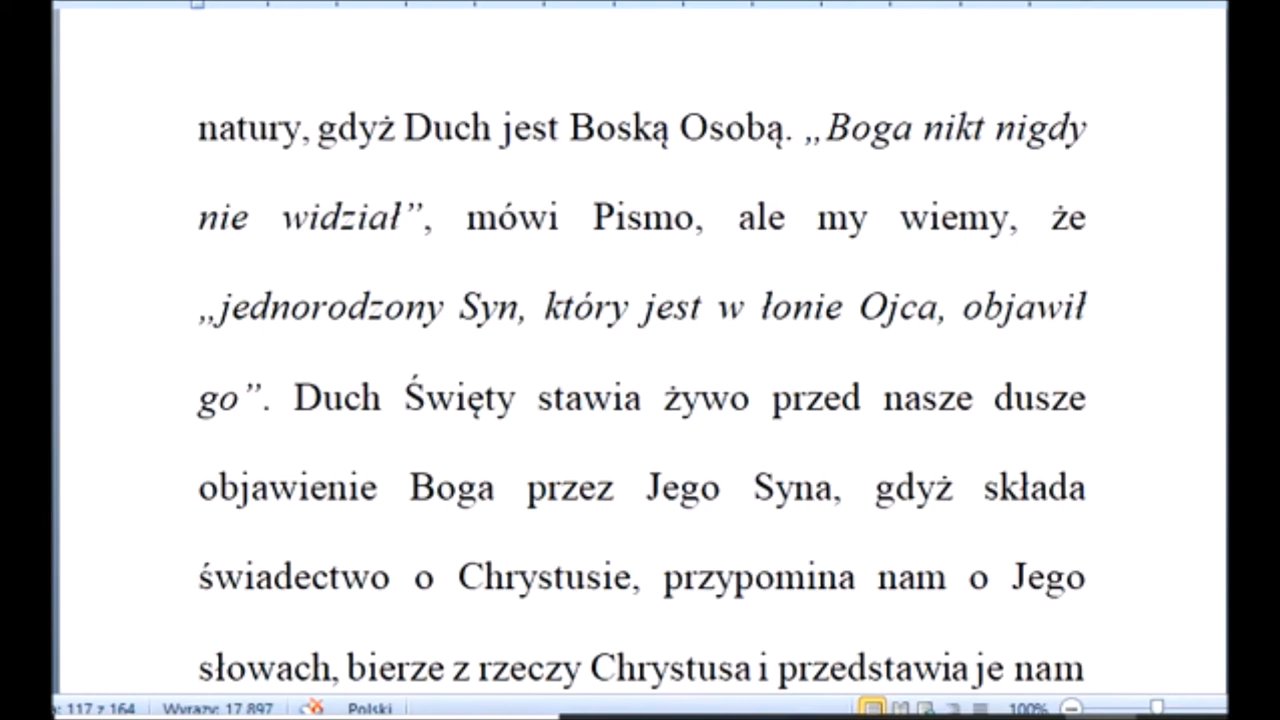 natury, gdyż Duch jest Boską Osobą. „Boga nikt nigdy
nie widział”, mówi Pismo, ale my wiemy, że
„jednorodzony Syn, który jest w łonie Ojca, objawił
go”. Duch Święty stawia żywo przed nasze dusze
objawienie Boga przez Jego Syna, gdyż składa
świadectwo o Chrystusie, przypomina nam o Jego
słowach, bierze z rzeczy Chrystusa i przedstawia je nam
: 117 z 164 Wyrazy: 17 897 Polski 100%